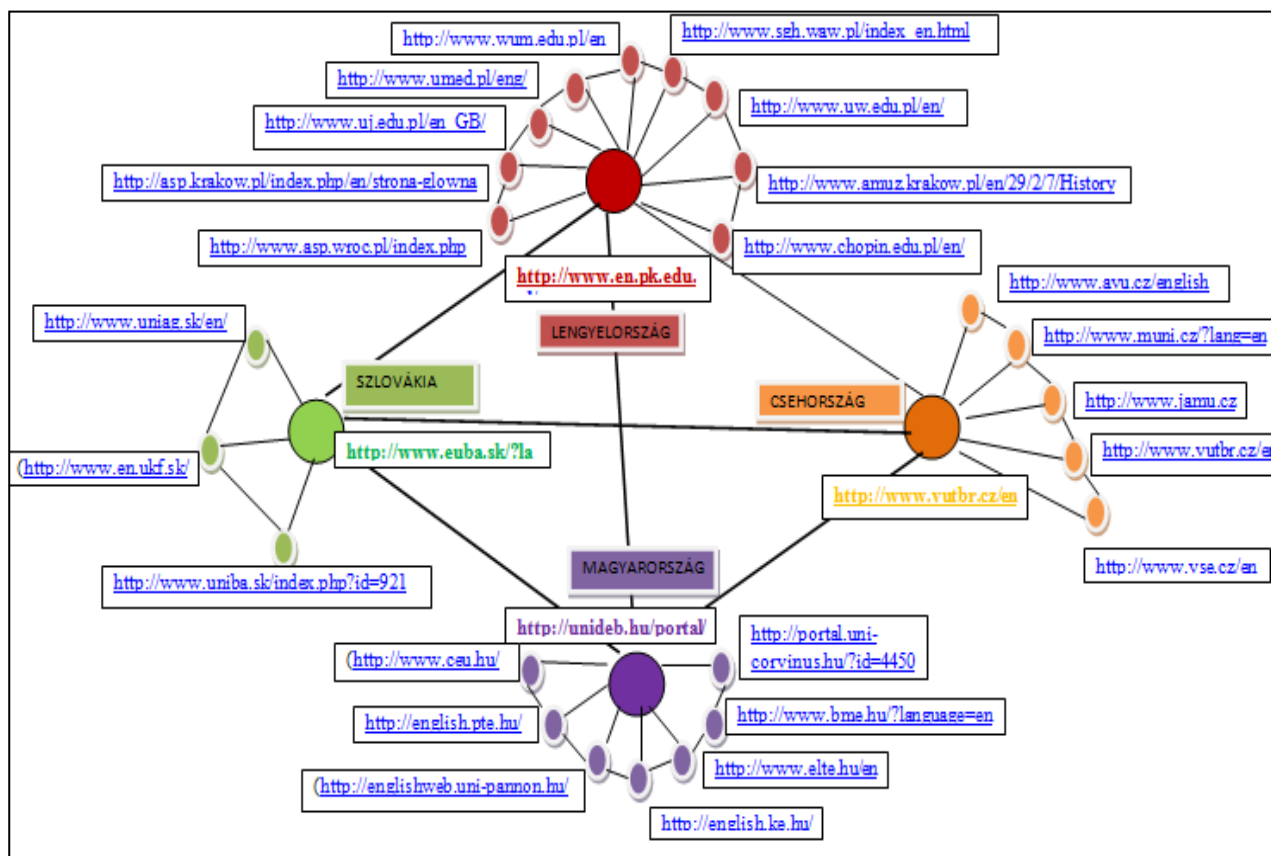 http://www.wum.edu.pl/en
http://www.sgh.waw.pl/index_en.html
http://www.umed.pl/eng/
http://www.uw.edu.pl/en/
http://www.uj.edu.pl/en_GB/
http://asp.krakow.pl/index.php/en/strona-glowna
http://www.amuz.krakow.pl/en/29/2/7/History
http://www.asp.wroc.pl/index.php
http://www.chopin.edu.pl/en/
http://www.en.pk.edu.
http://www.avu.cz/english
http://www.uniag.sk/en/
LENGYELORSZÁG
http://www.muni.cz/?lang=en
SZLOVÁKIA
CSEHORSZÁG
http://www.jamu.cz
http://www.euba.sk/?la
http://www.vutbr.cz/en
(http://www.en.ukf.sk/
http://www.vutbr.cz/en
http://www.vse.cz/en
MAGYARORSZÁG
http://www.uniba.sk/index.php?id=921
http://unideb.hu/portal/
http://portal.uni-
corvinus.hu/?id=4450
(http://www.ceu.hu/
http://english.pte.hu/
http://www.bme.hu/?language=en
http://www.elte.hu/en
(http://englishweb.uni-pannon.hu/
http://english.ke.hu/